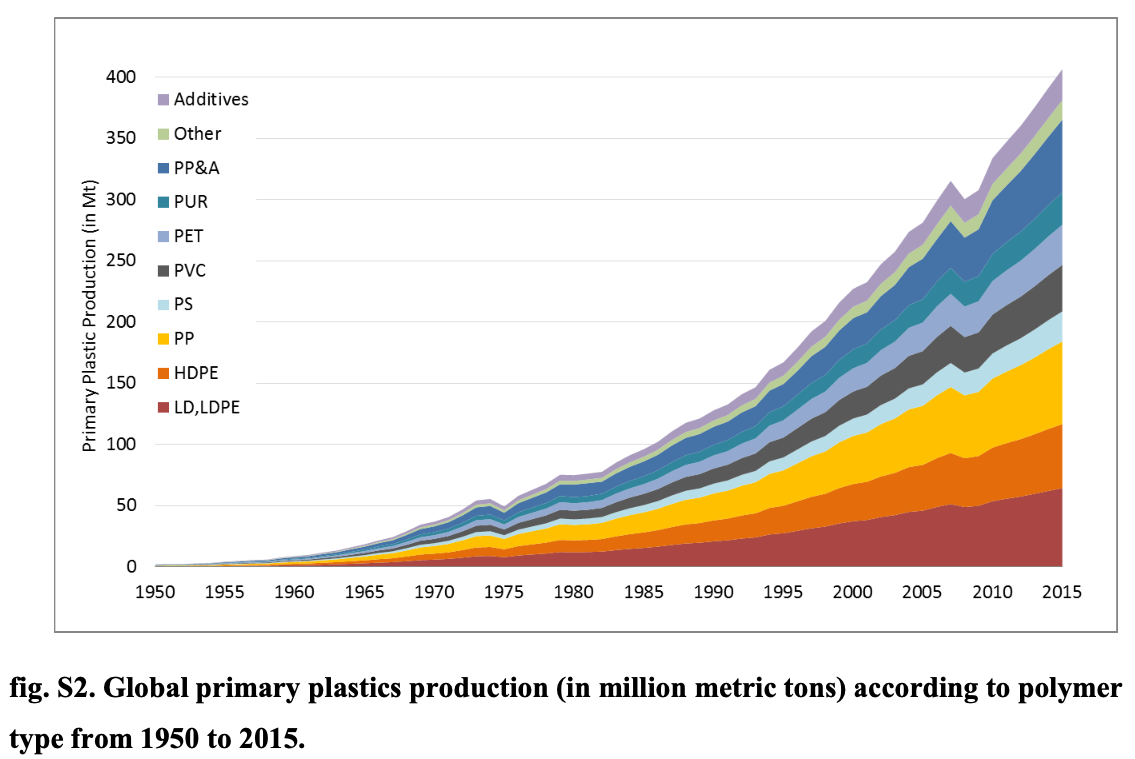 Primary Plastic Production (in Mt)
400
350
300
250
200
150
100
50
0
Additives
Other
PP&A
PUR
PET
PVC
PS
PP
HDPE
LD,LDPE
1950 1955 1960 1965 1970 1975 1980 1985 1990 1995 2000 2005 2010 2015
fig. S2. Global primary plastics production (in million metric tons) according to polymer
type from 1950 to 2015.